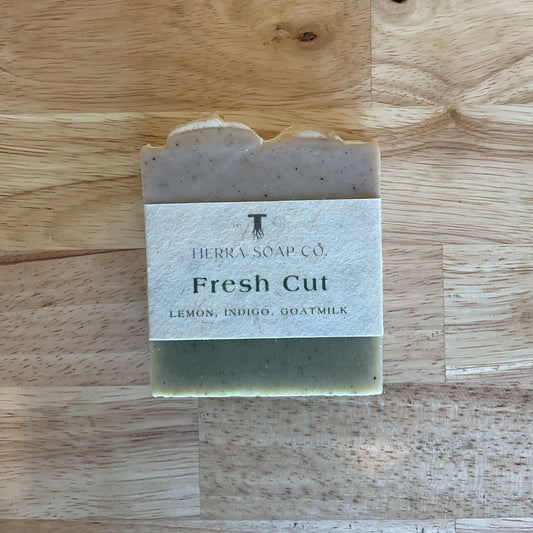 TIERRA SOAP CO.
Fresh Cut
LEMON, INDIGO, GOATMILK